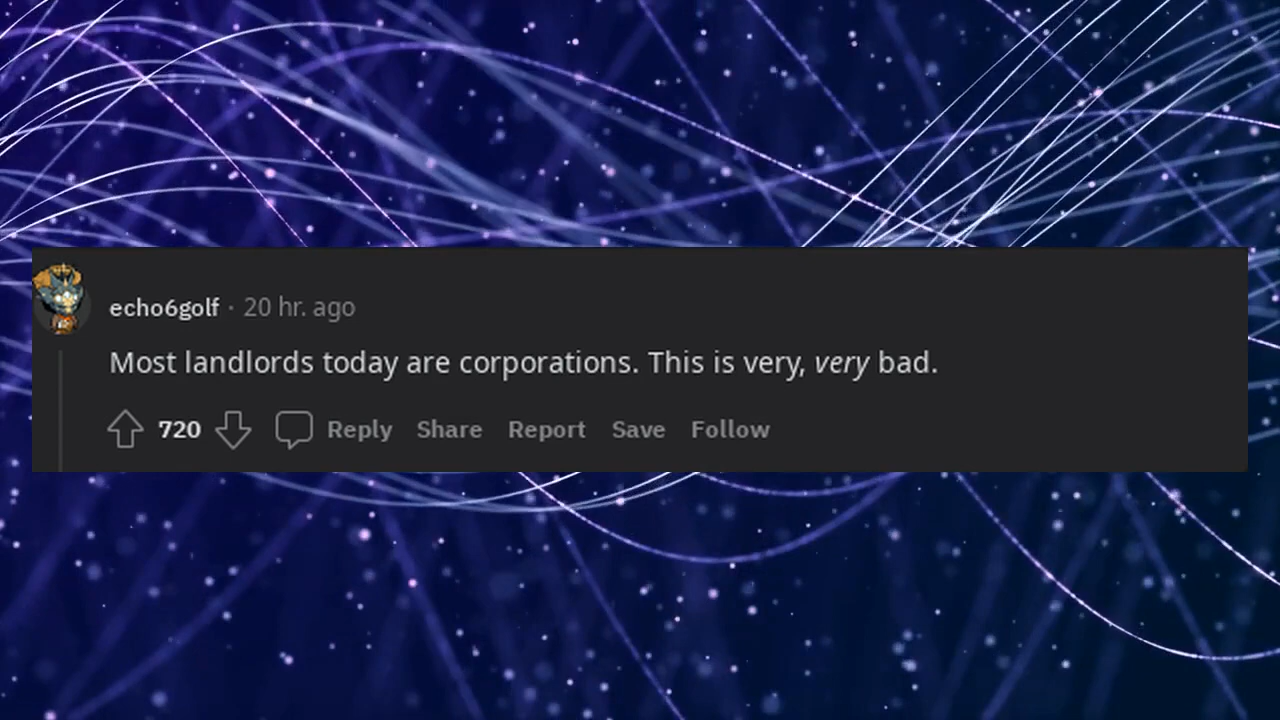 echo6golf · 20 hr. ago
Most landlords today are corporations. This is very, very bad.
720 Reply Share Report Save Follow